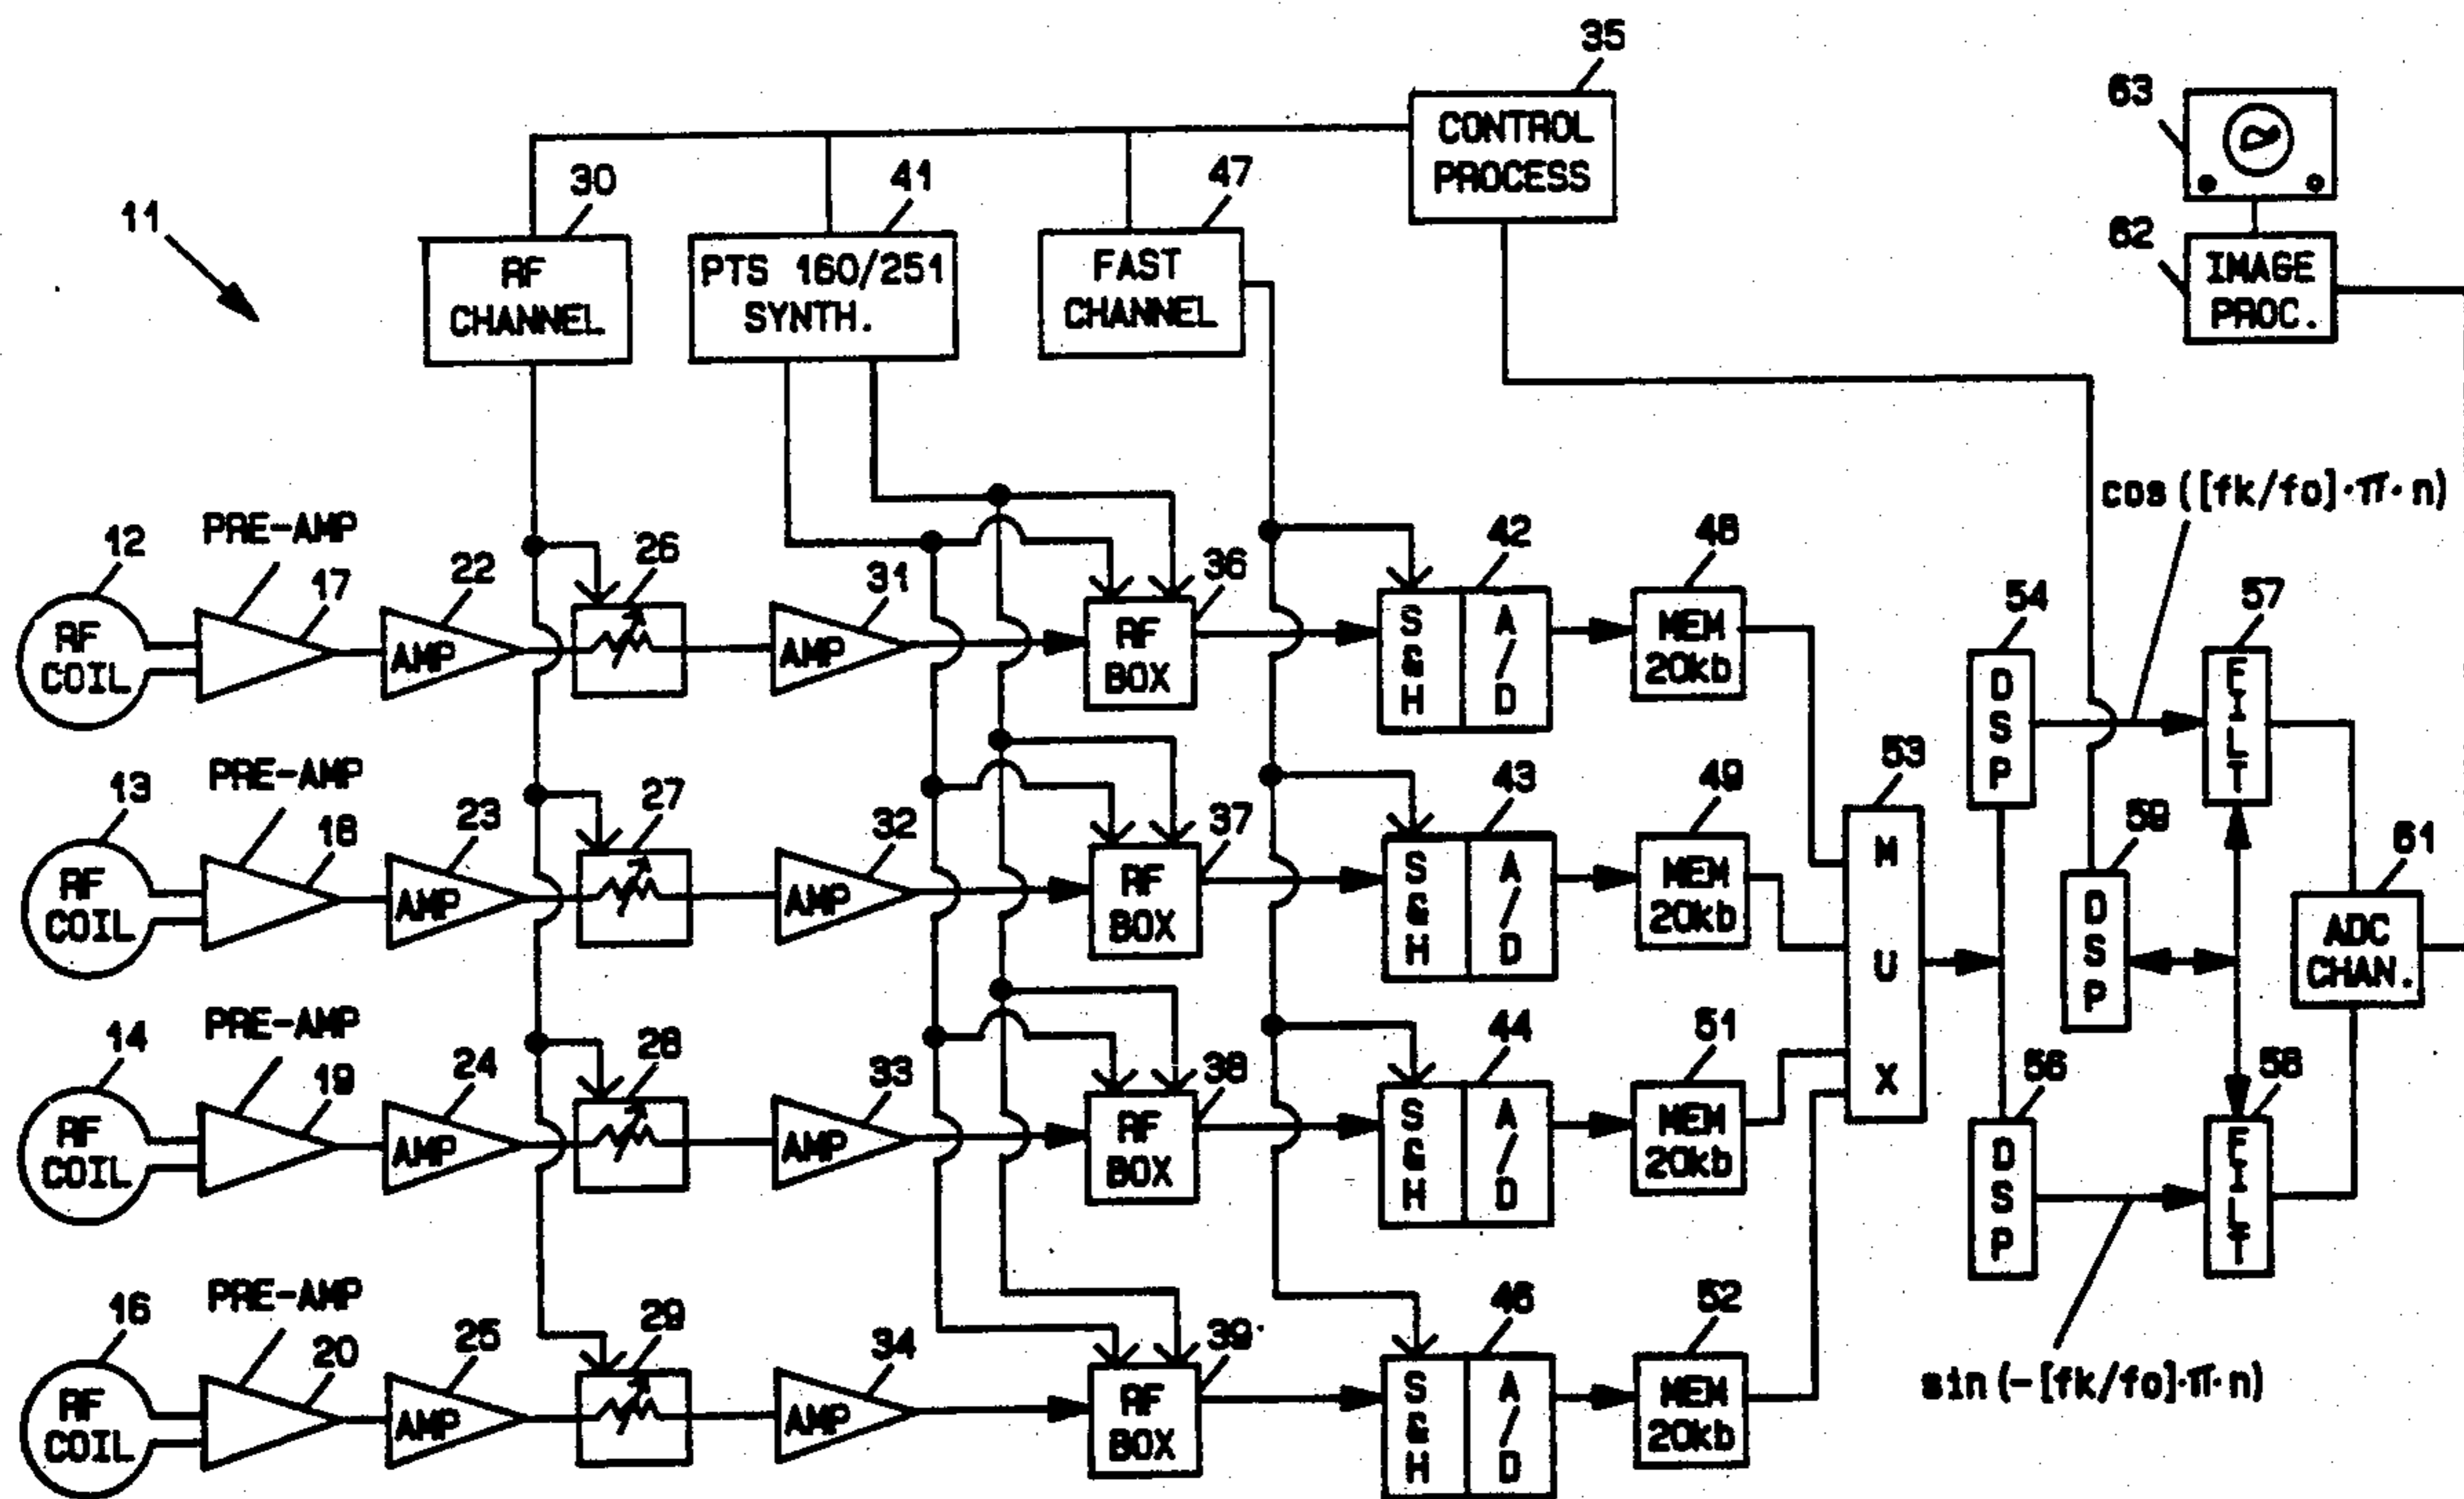 35
CONTROL
PROCESS
63
62
IMAGE
PROC.
11
30
RF
CHANNEL
41
PTS 160/251
SYNTH.
47
FAST
CHANNEL
cos([fk/fo]·π·n)
12
RF
COIL
PRE-AMP
17
22
AMP
26
31
AMP
36
RF
BOX
42
S
&
H
A
/
D
48
MEM
20kb
13
RF
COIL
PRE-AMP
18
23
AMP
27
32
AMP
37
RF
BOX
43
S
&
H
A
/
D
49
MEM
20kb
14
RF
COIL
PRE-AMP
19
24
AMP
28
33
AMP
38
RF
BOX
44
S
&
H
A
/
D
51
MEM
20kb
16
RF
COIL
PRE-AMP
20
25
AMP
29
34
AMP
39
RF
BOX
46
S
&
H
A
/
D
52
MEM
20kb
53
M
U
X
54
D
S
P
56
D
S
P
59
D
S
P
57
F
I
L
T
58
F
I
L
T
61
ADC
CHAN.
sin(-[fk/fo]·π·n)